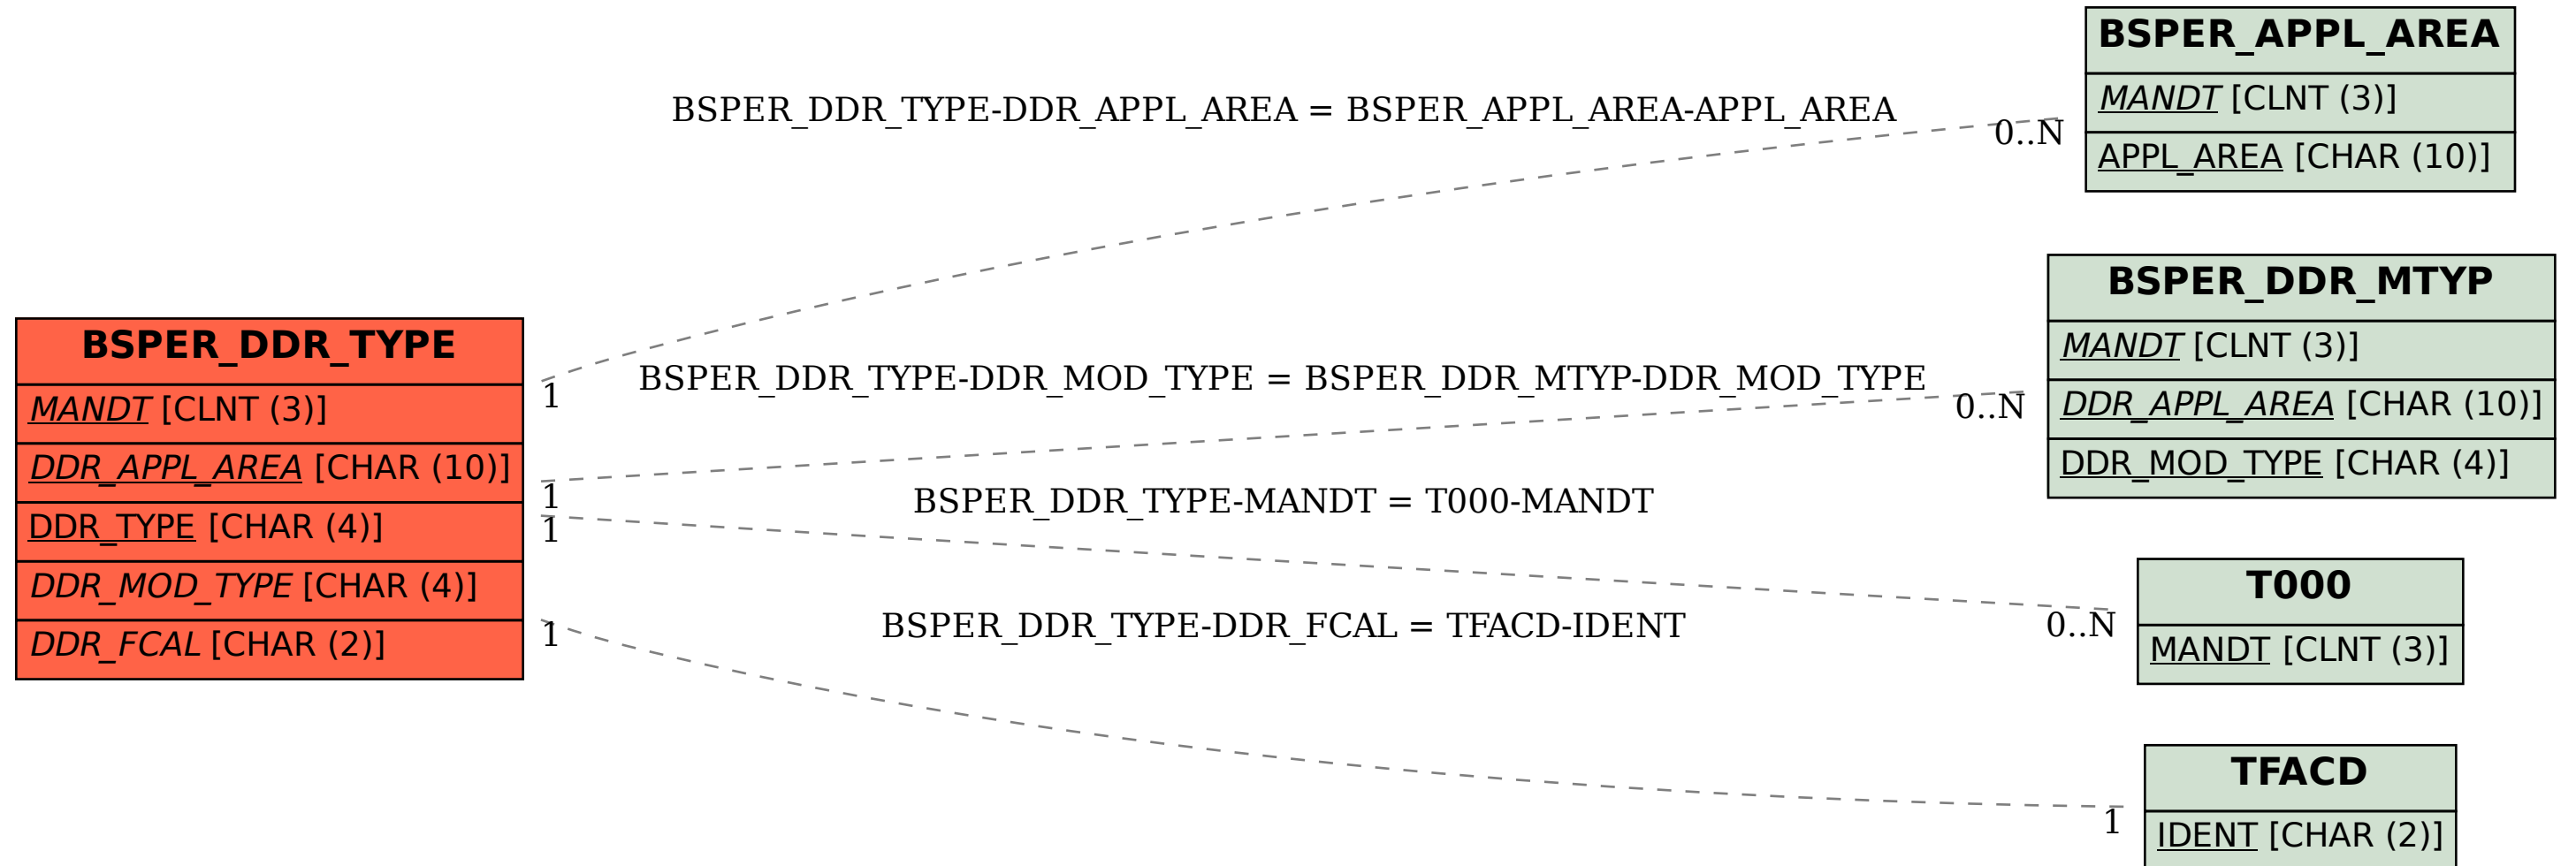 BSPER_DDR_TYPE
MANDT [CLNT (3)]
DDR_APPL_AREA [CHAR (10)]
DDR_TYPE [CHAR (4)]
DDR_MOD_TYPE [CHAR (4)]
DDR_FCAL [CHAR (2)]
BSPER_DDR_TYPE-DDR_APPL_AREA = BSPER_APPL_AREA-APPL_AREA
1
0..N
BSPER_DDR_TYPE-DDR_MOD_TYPE = BSPER_DDR_MTYP-DDR_MOD_TYPE
1
0..N
BSPER_DDR_TYPE-MANDT = T000-MANDT
1
0..N
BSPER_DDR_TYPE-DDR_FCAL = TFACD-IDENT
1
1
BSPER_APPL_AREA
MANDT [CLNT (3)]
APPL_AREA [CHAR (10)]
BSPER_DDR_MTYP
MANDT [CLNT (3)]
DDR_APPL_AREA [CHAR (10)]
DDR_MOD_TYPE [CHAR (4)]
T000
MANDT [CLNT (3)]
TFACD
IDENT [CHAR (2)]